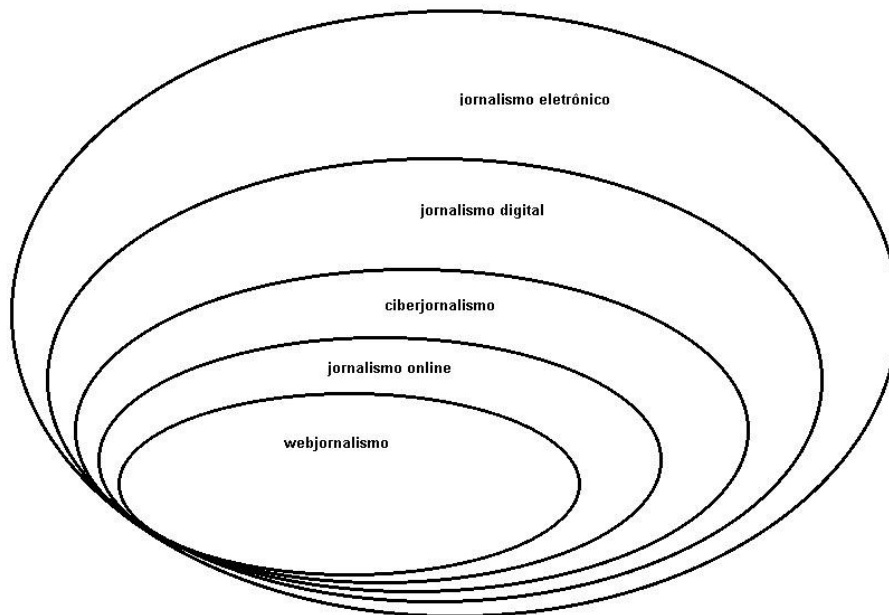 jornalismo eletrônico
jornalismo digital
ciberjornalismo
jornalismo online
webjornalismo